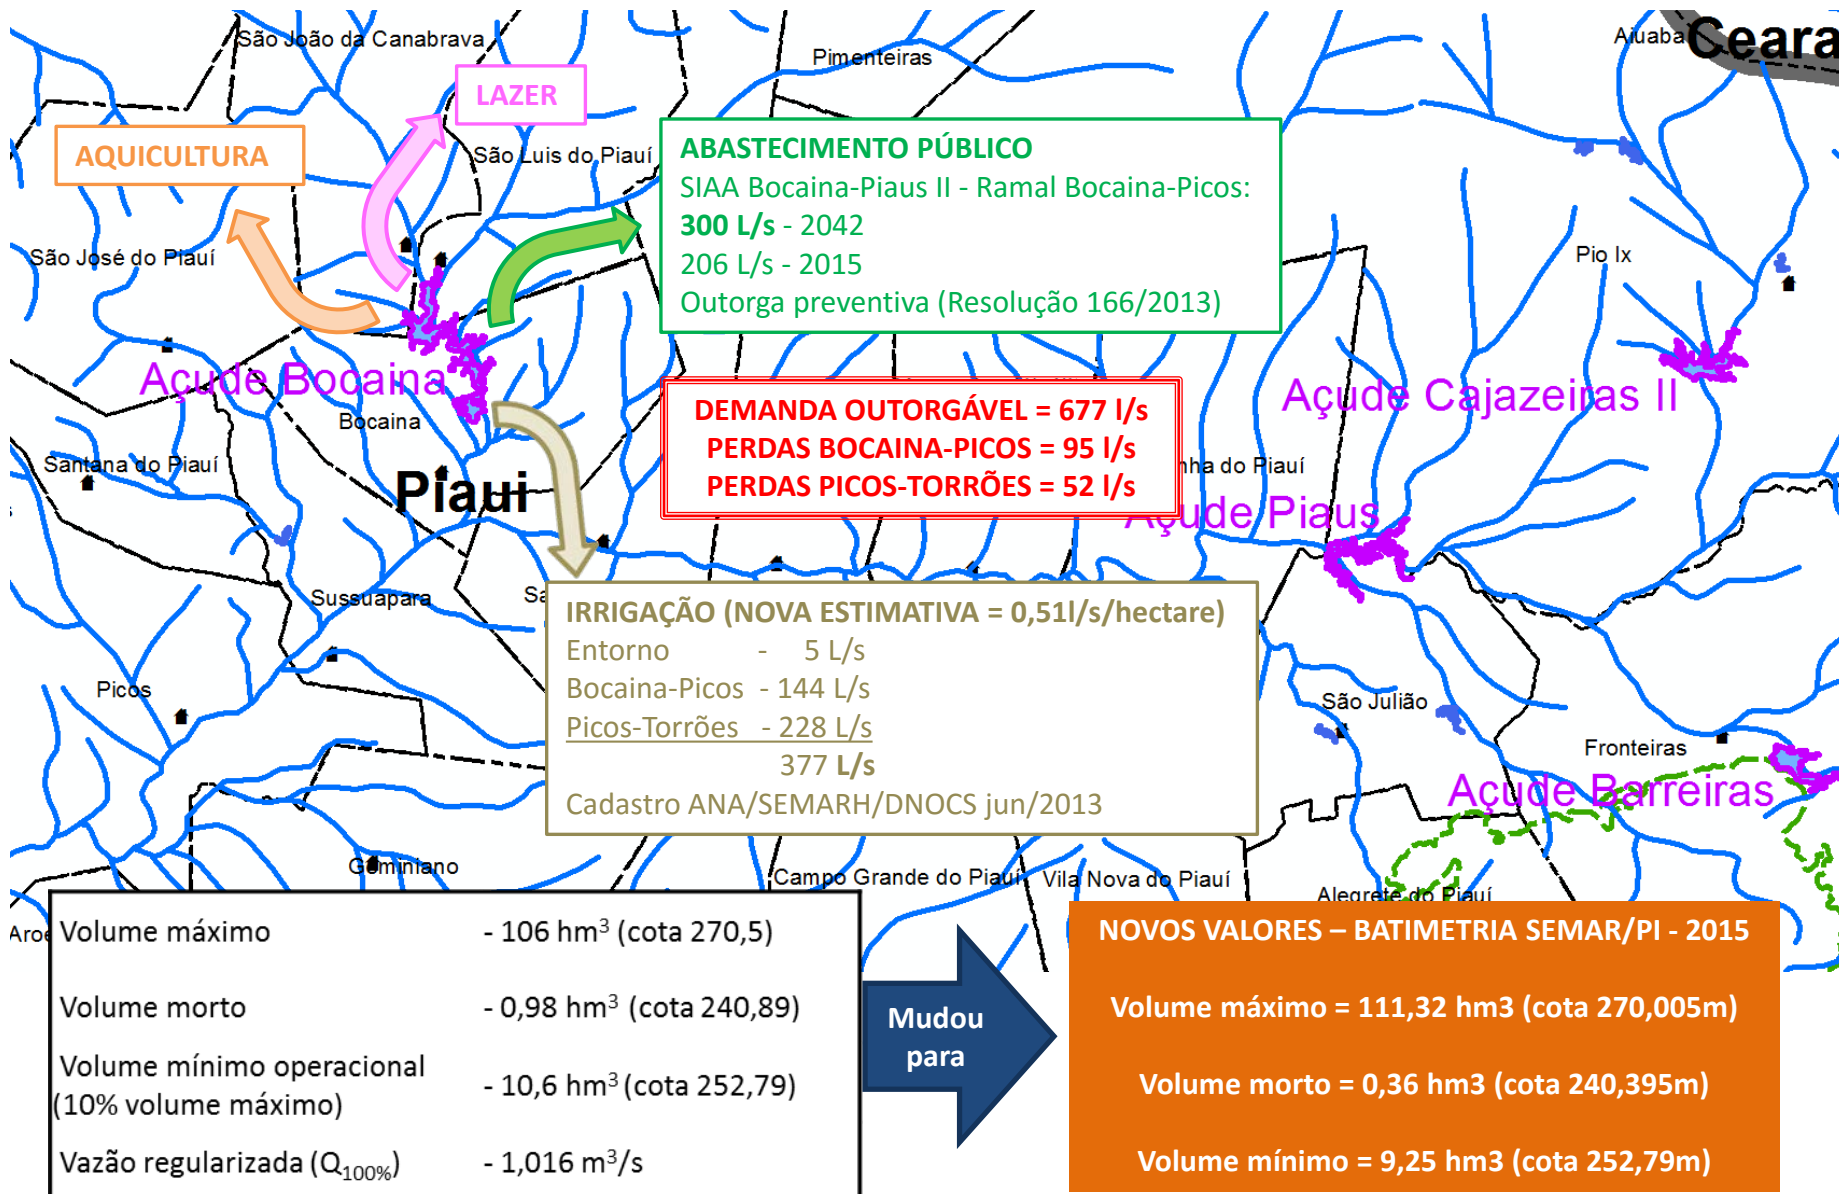 São João da Canabrava
Pimenteiras
Aiuaba
Ceara
LAZER
AQUICULTURA
São Luis do Piauí
São José do Piauí
ABASTECIMENTO PÚBLICO
SIAA Bocaina-Piaus II - Ramal Bocaina-Picos:
300 L/s - 2042
206 L/s - 2015
Outorga preventiva (Resolução 166/2013)
Pio Ix
Açude Bocaina
Bocaina
Açude Cajazeiras II
DEMANDA OUTORGÁVEL = 677 l/s
PERDAS BOCAINA-PICOS = 95 l/s
PERDAS PICOS-TORRÕES = 52 l/s
Santana do Piauí
Piaui
nha do Piauí
Açude Piaus
Sussuapara
Sa
IRRIGAÇÃO (NOVA ESTIMATIVA = 0,51l/s/hectare)
Entorno - 5 L/s
Bocaina-Picos - 144 L/s
Picos-Torrões - 228 L/s
377 L/s
Cadastro ANA/SEMARH/DNOCS jun/2013
Picos
São Julião
Fronteiras
Açude Barreiras
Geminiano
Campo Grande do Piauí
Vila Nova do Piauí
Alegrete do Piauí
Aroe
Volume máximo - 106 hm³ (cota 270,5)
Volume morto - 0,98 hm³ (cota 240,89)
Volume mínimo operacional
(10% volume máximo) - 10,6 hm³ (cota 252,79)
Vazão regularizada (Q100%) - 1,016 m³/s
Mudou
para
NOVOS VALORES – BATIMETRIA SEMAR/PI - 2015
Volume máximo = 111,32 hm3 (cota 270,005m)
Volume morto = 0,36 hm3 (cota 240,395m)
Volume mínimo = 9,25 hm3 (cota 252,79m)